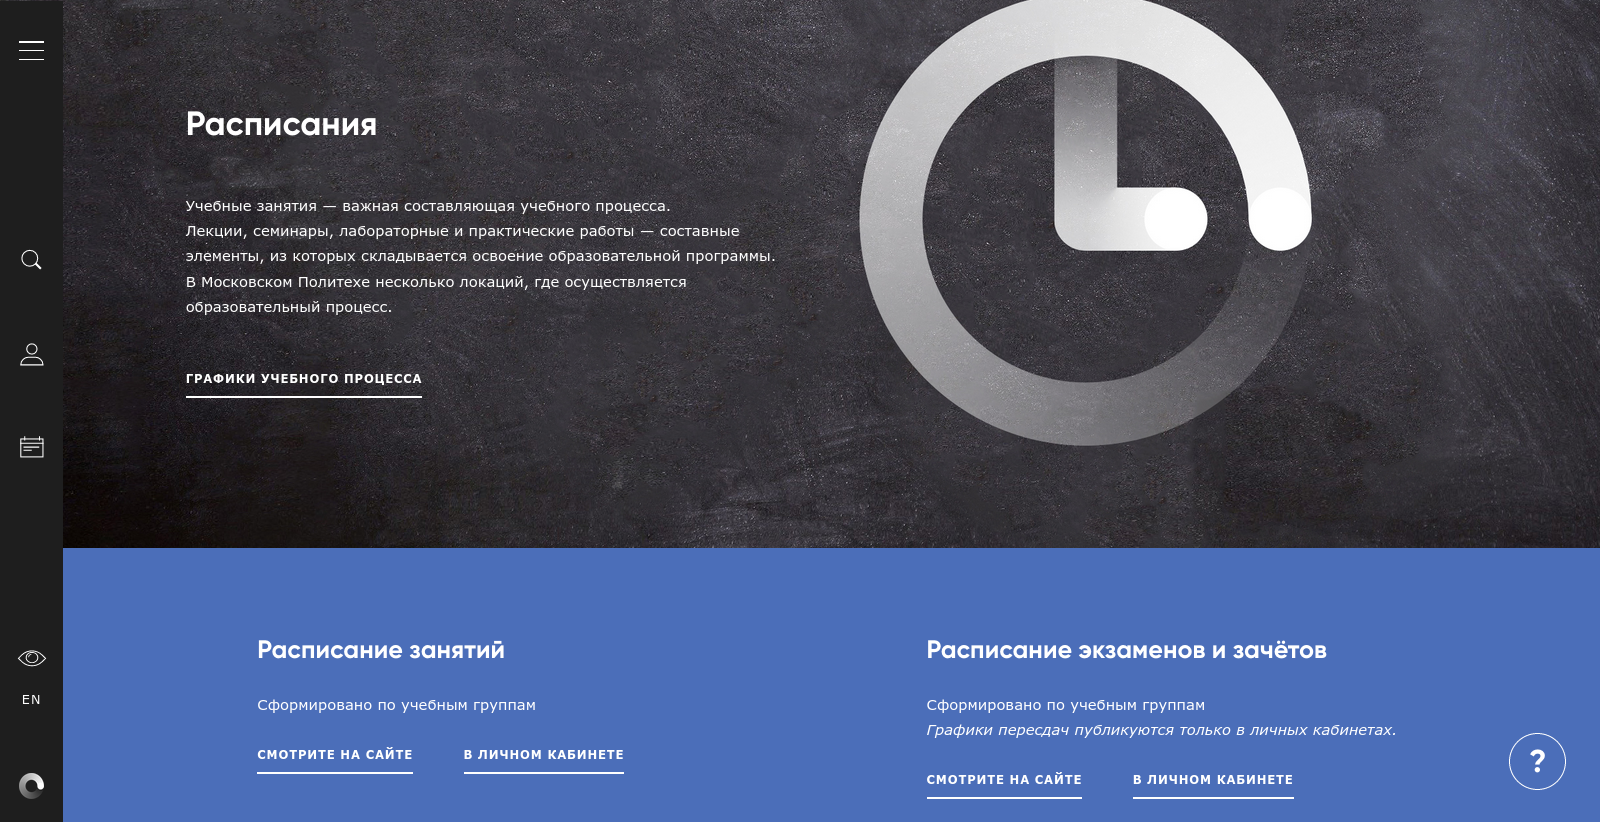 Расписания
Учебные занятия — важная составляющая учебного процесса.
Лекции, семинары, лабораторные и практические работы — составные
элементы, из которых складывается освоение образовательной программы.
В Московском Политехе несколько локаций, где осуществляется
образовательный процесс.
ГРАФИКИ УЧЕБНОГО ПРОЦЕССА
EN
Расписание занятий
Сформировано по учебным группам
СМОТРИТЕ НА САЙТЕ
В ЛИЧНОМ КАБИНЕТЕ
Расписание экзаменов и зачётов
Сформировано по учебным группам
Графики пересдач публикуются только в личных кабинетах.
СМОТРИТЕ НА САЙТЕ
В ЛИЧНОМ КАБИНЕТЕ
?